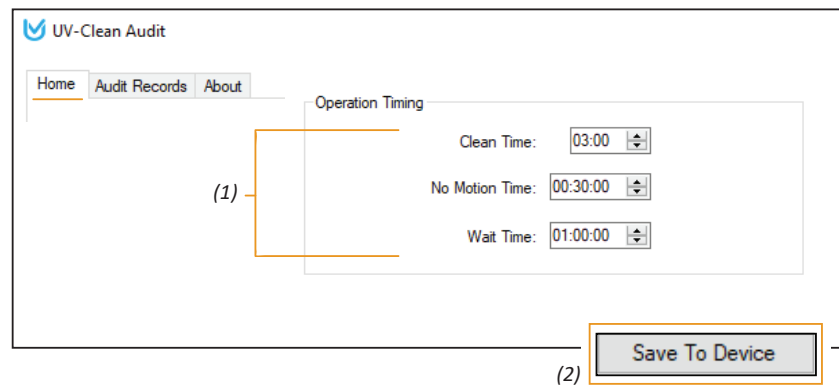 UV-Clean Audit
Home Audit Records About
Operation Timing
Clean Time: 03:00
(1) No Motion Time: 00:30:00
Wait Time: 01:00:00
Save To Device
(2)